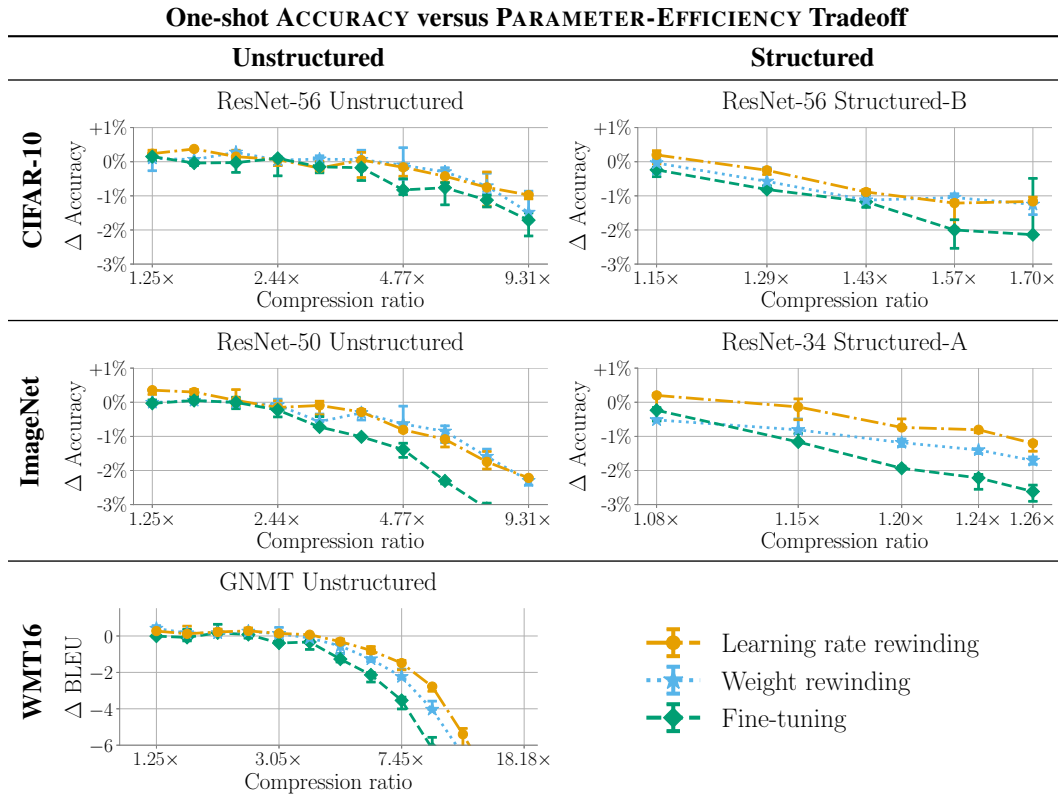 One-shot ACCURACY versus PARAMETER-EFFICIENCY Tradeoff
Unstructured
Structured
CIFAR-10
ResNet-56 Unstructured
Δ Accuracy
+1%
0%
-1%
-2%
-3%
1.25× 2.44× 4.77× 9.31×
Compression ratio
ResNet-56 Structured-B
Δ Accuracy
+1%
0%
-1%
-2%
-3%
1.15× 1.29× 1.43× 1.57× 1.70×
Compression ratio
ImageNet
ResNet-50 Unstructured
Δ Accuracy
+1%
0%
-1%
-2%
-3%
1.25× 2.44× 4.77× 9.31×
Compression ratio
ResNet-34 Structured-A
Δ Accuracy
+1%
0%
-1%
-2%
-3%
1.08× 1.15× 1.20× 1.24× 1.26×
Compression ratio
WMT16
GNMT Unstructured
Δ BLEU
0
−2
−4
−6
1.25× 3.05× 7.45× 18.18×
Compression ratio
Learning rate rewinding
Weight rewinding
Fine-tuning